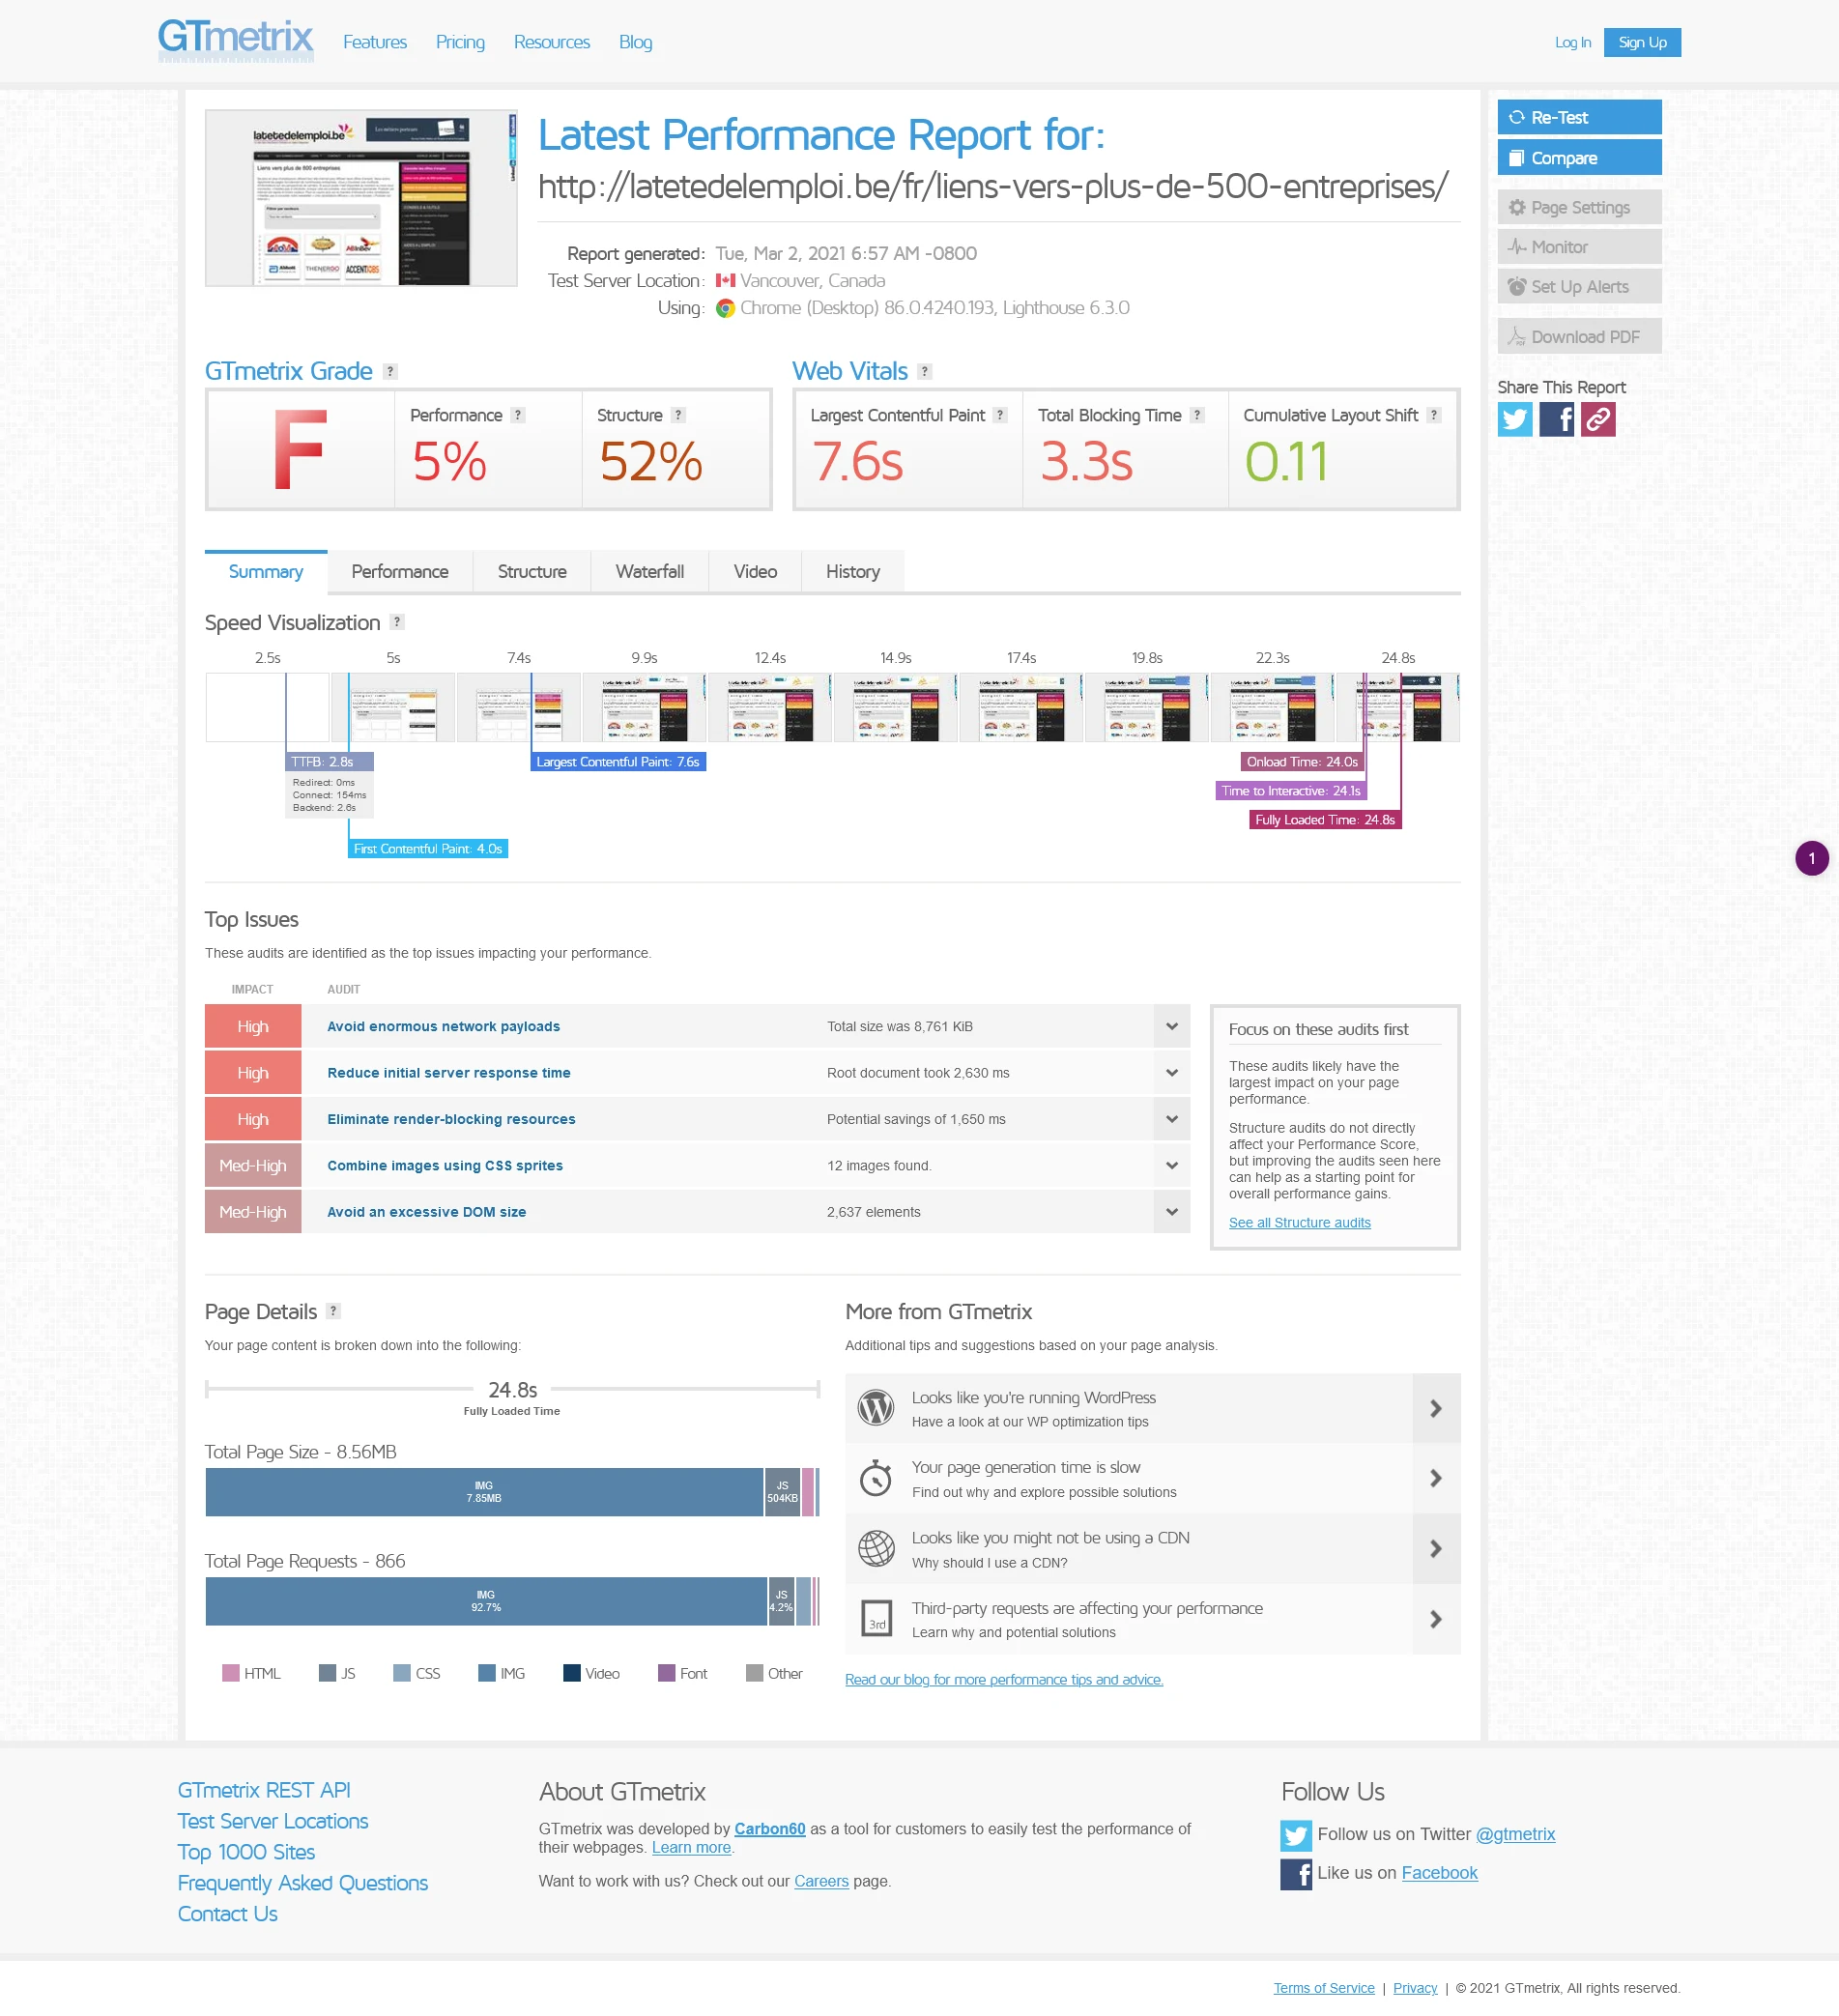 GTmetrix
Features
Pricing
Resources
Blog
Log In
Sign Up
latetedelemploi.be
Liens vers plus de 500 entreprises
Latest Performance Report for:
http://latetedelemploi.be/fr/liens-vers-plus-de-500-entreprises/
Report generated: Tue, Mar 2, 2021 6:57 AM -0800
Test Server Location: Vancouver, Canada
Using: Chrome (Desktop) 86.0.4240.193, Lighthouse 6.3.0
Re-Test
Compare
Page Settings
Monitor
Set Up Alerts
Download PDF
Share This Report
GTmetrix Grade ?
F
Performance ?
5%
Structure ?
52%
Web Vitals ?
Largest Contentful Paint ?
7.6s
Total Blocking Time ?
3.3s
Cumulative Layout Shift ?
0.11
Summary
Performance
Structure
Waterfall
Video
History
Speed Visualization ?
2.5s 5s 7.4s 9.9s 12.4s 14.9s 17.4s 19.8s 22.3s 24.8s
TTFB: 2.8s
Redirect: 0ms
Connect: 154ms
Backend: 2.6s
First Contentful Paint: 4.0s
Largest Contentful Paint: 7.6s
Onload Time: 24.0s
Time to Interactive: 24.1s
Fully Loaded Time: 24.8s
1
Top Issues
These audits are identified as the top issues impacting your performance.
IMPACT AUDIT
High Avoid enormous network payloads Total size was 8,761 KiB
High Reduce initial server response time Root document took 2,630 ms
High Eliminate render-blocking resources Potential savings of 1,650 ms
Med-High Combine images using CSS sprites 12 images found.
Med-High Avoid an excessive DOM size 2,637 elements
Focus on these audits first
These audits likely have the
largest impact on your page
performance.
Structure audits do not directly
affect your Performance Score,
but improving the audits seen here
can help as a starting point for
overall performance gains.
See all Structure audits
Page Details ?
Your page content is broken down into the following:
24.8s
Fully Loaded Time
Total Page Size - 8.56MB
IMG
7.85MB
JS
504KB
Total Page Requests - 866
IMG
92.7%
JS
4.2%
HTML JS CSS IMG Video Font Other
More from GTmetrix
Additional tips and suggestions based on your page analysis.
Looks like you're running WordPress
Have a look at our WP optimization tips
Your page generation time is slow
Find out why and explore possible solutions
Looks like you might not be using a CDN
Why should I use a CDN?
3rd
Third-party requests are affecting your performance
Learn why and potential solutions
Read our blog for more performance tips and advice.
GTmetrix REST API
Test Server Locations
Top 1000 Sites
Frequently Asked Questions
Contact Us
About GTmetrix
GTmetrix was developed by Carbon60 as a tool for customers to easily test the performance of
their webpages. Learn more.
Want to work with us? Check out our Careers page.
Follow Us
Follow us on Twitter @gtmetrix
Like us on Facebook
Terms of Service | Privacy | © 2021 GTmetrix, All rights reserved.